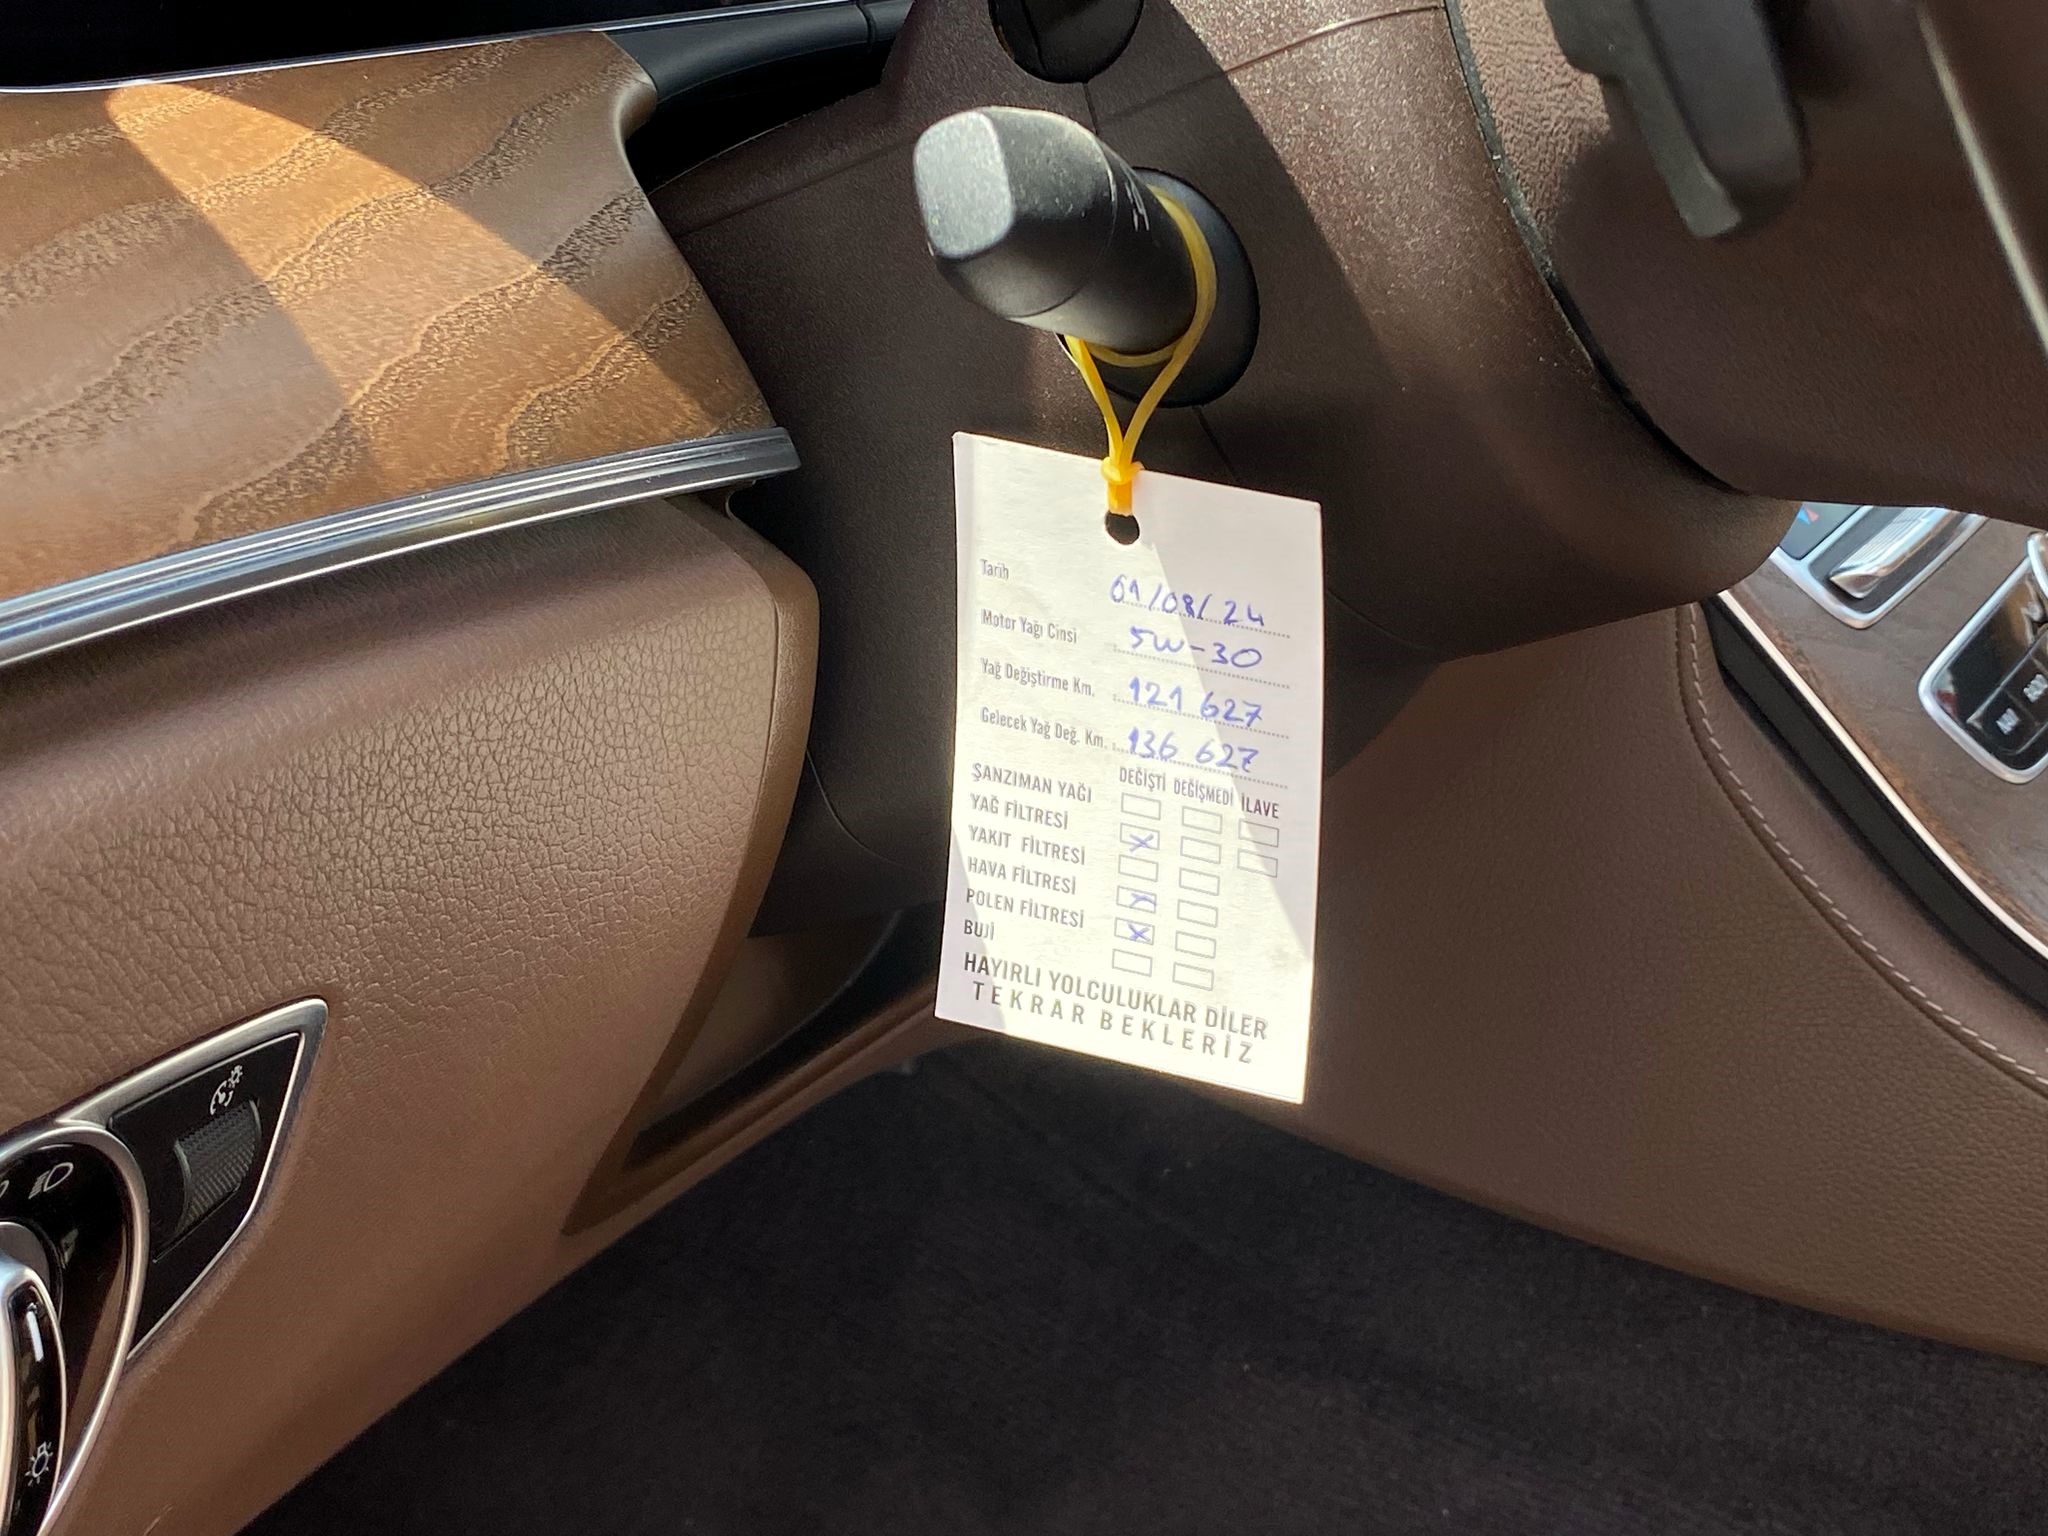 Tarih 01/08/24
Motor Yağı Cinsi 5W-30
Yağ Değiştirme Km. 121 627
Gelecek Yağ Değ. Km. 136 627
DEĞİŞTİ DEĞİŞMEDİ İLAVE
ŞANZIMAN YAĞI
YAĞ FİLTRESİ X
YAKIT FİLTRESİ
HAVA FİLTRESİ X
POLEN FİLTRESİ X
BUJİ
HAYIRLI YOLCULUKLAR DİLER
TEKRAR BEKLERİZ